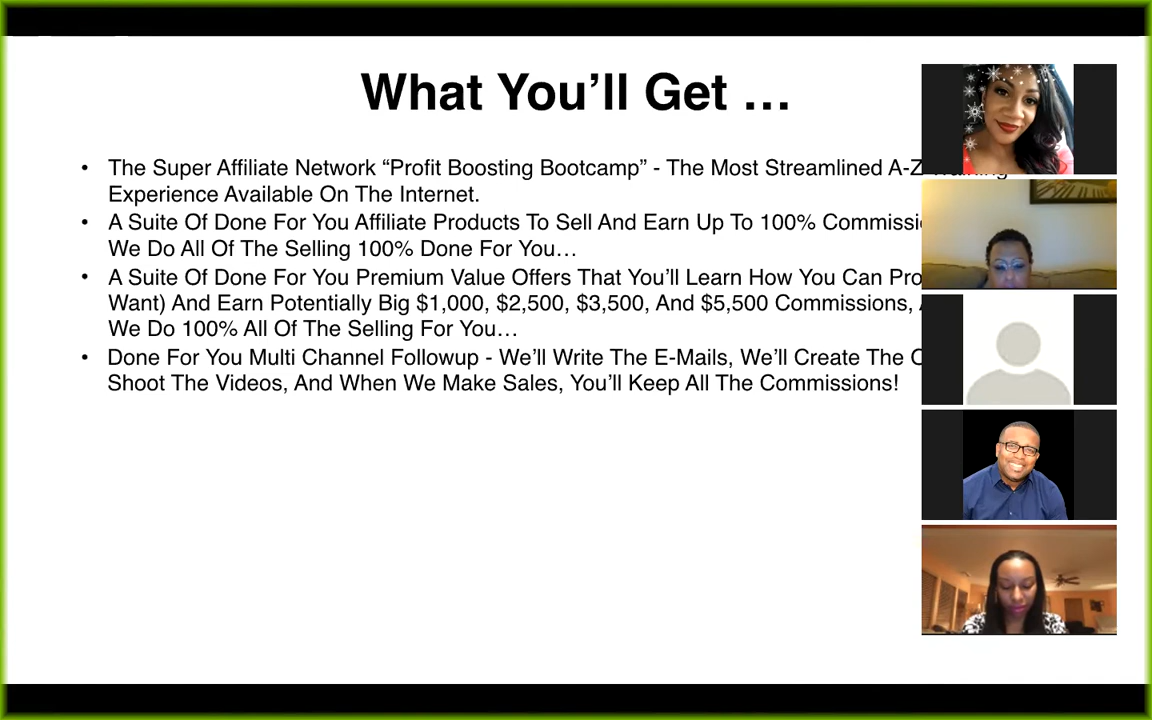 What You’ll Get …
• The Super Affiliate Network “Profit Boosting Bootcamp” - The Most Streamlined A-Z
Experience Available On The Internet.
• A Suite Of Done For You Affiliate Products To Sell And Earn Up To 100%
We Do All Of The Selling 100% Done For You…
• A Suite Of Done For You Premium Value Offers That You’ll Learn How You Can
Want) And Earn Potentially Big $1,000, $2,500, $3,500, And $5,500 Commissions,
We Do 100% All Of The Selling For You…
• Done For You Multi Channel Followup - We’ll Write The E-Mails, We’ll Create The
Shoot The Videos, And When We Make Sales, You’ll Keep All The Commissions!